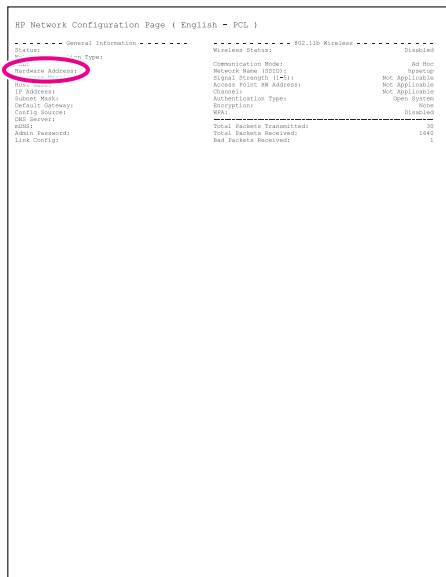 HP Network Configuration Page ( English - PCL )
General Information
Status:
ion Type:
Hardware Address:
IP Address:
Subnet Mask:
Default Gateway:
Config Source:
DNS Server:
mDNS:
Admin Password:
Link Config:
802.11b Wireless
Wireless Status: Disabled
Communication Mode: Ad Hoc
Network Name (SSID): hpsetup
Signal Strength (1-5): Not Applicable
Access Point HW Address: Not Applicable
Channel: Not Applicable
Authentication Type: Open System
Encryption: None
WPA: Disabled
Total Packets Transmitted: 30
Total Packets Received: 1640
Bad Packets Received: 1